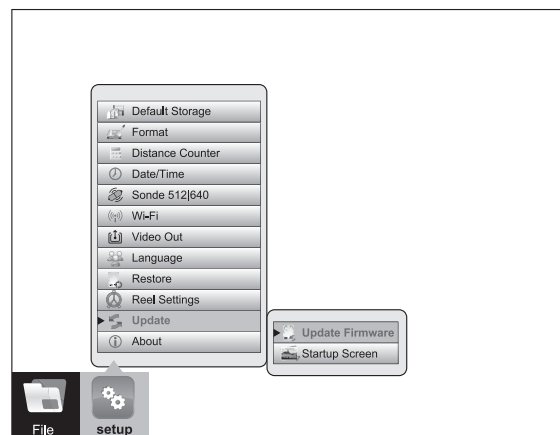 Default Storage
Format
Distance Counter
Date/Time
Sonde 512|640
Wi-Fi
Video Out
Language
Restore
Reel Settings
Update
About
Update Firmware
Startup Screen
File
setup